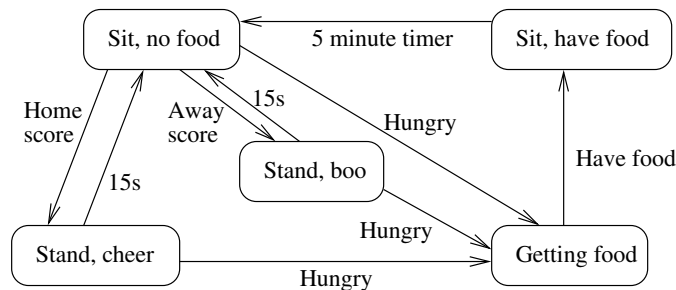 Sit, no food
5 minute timer
Sit, have food
Home
score
Away
score
15s
Hungry
15s
Stand, boo
Have food
Hungry
Stand, cheer
Getting food
Hungry